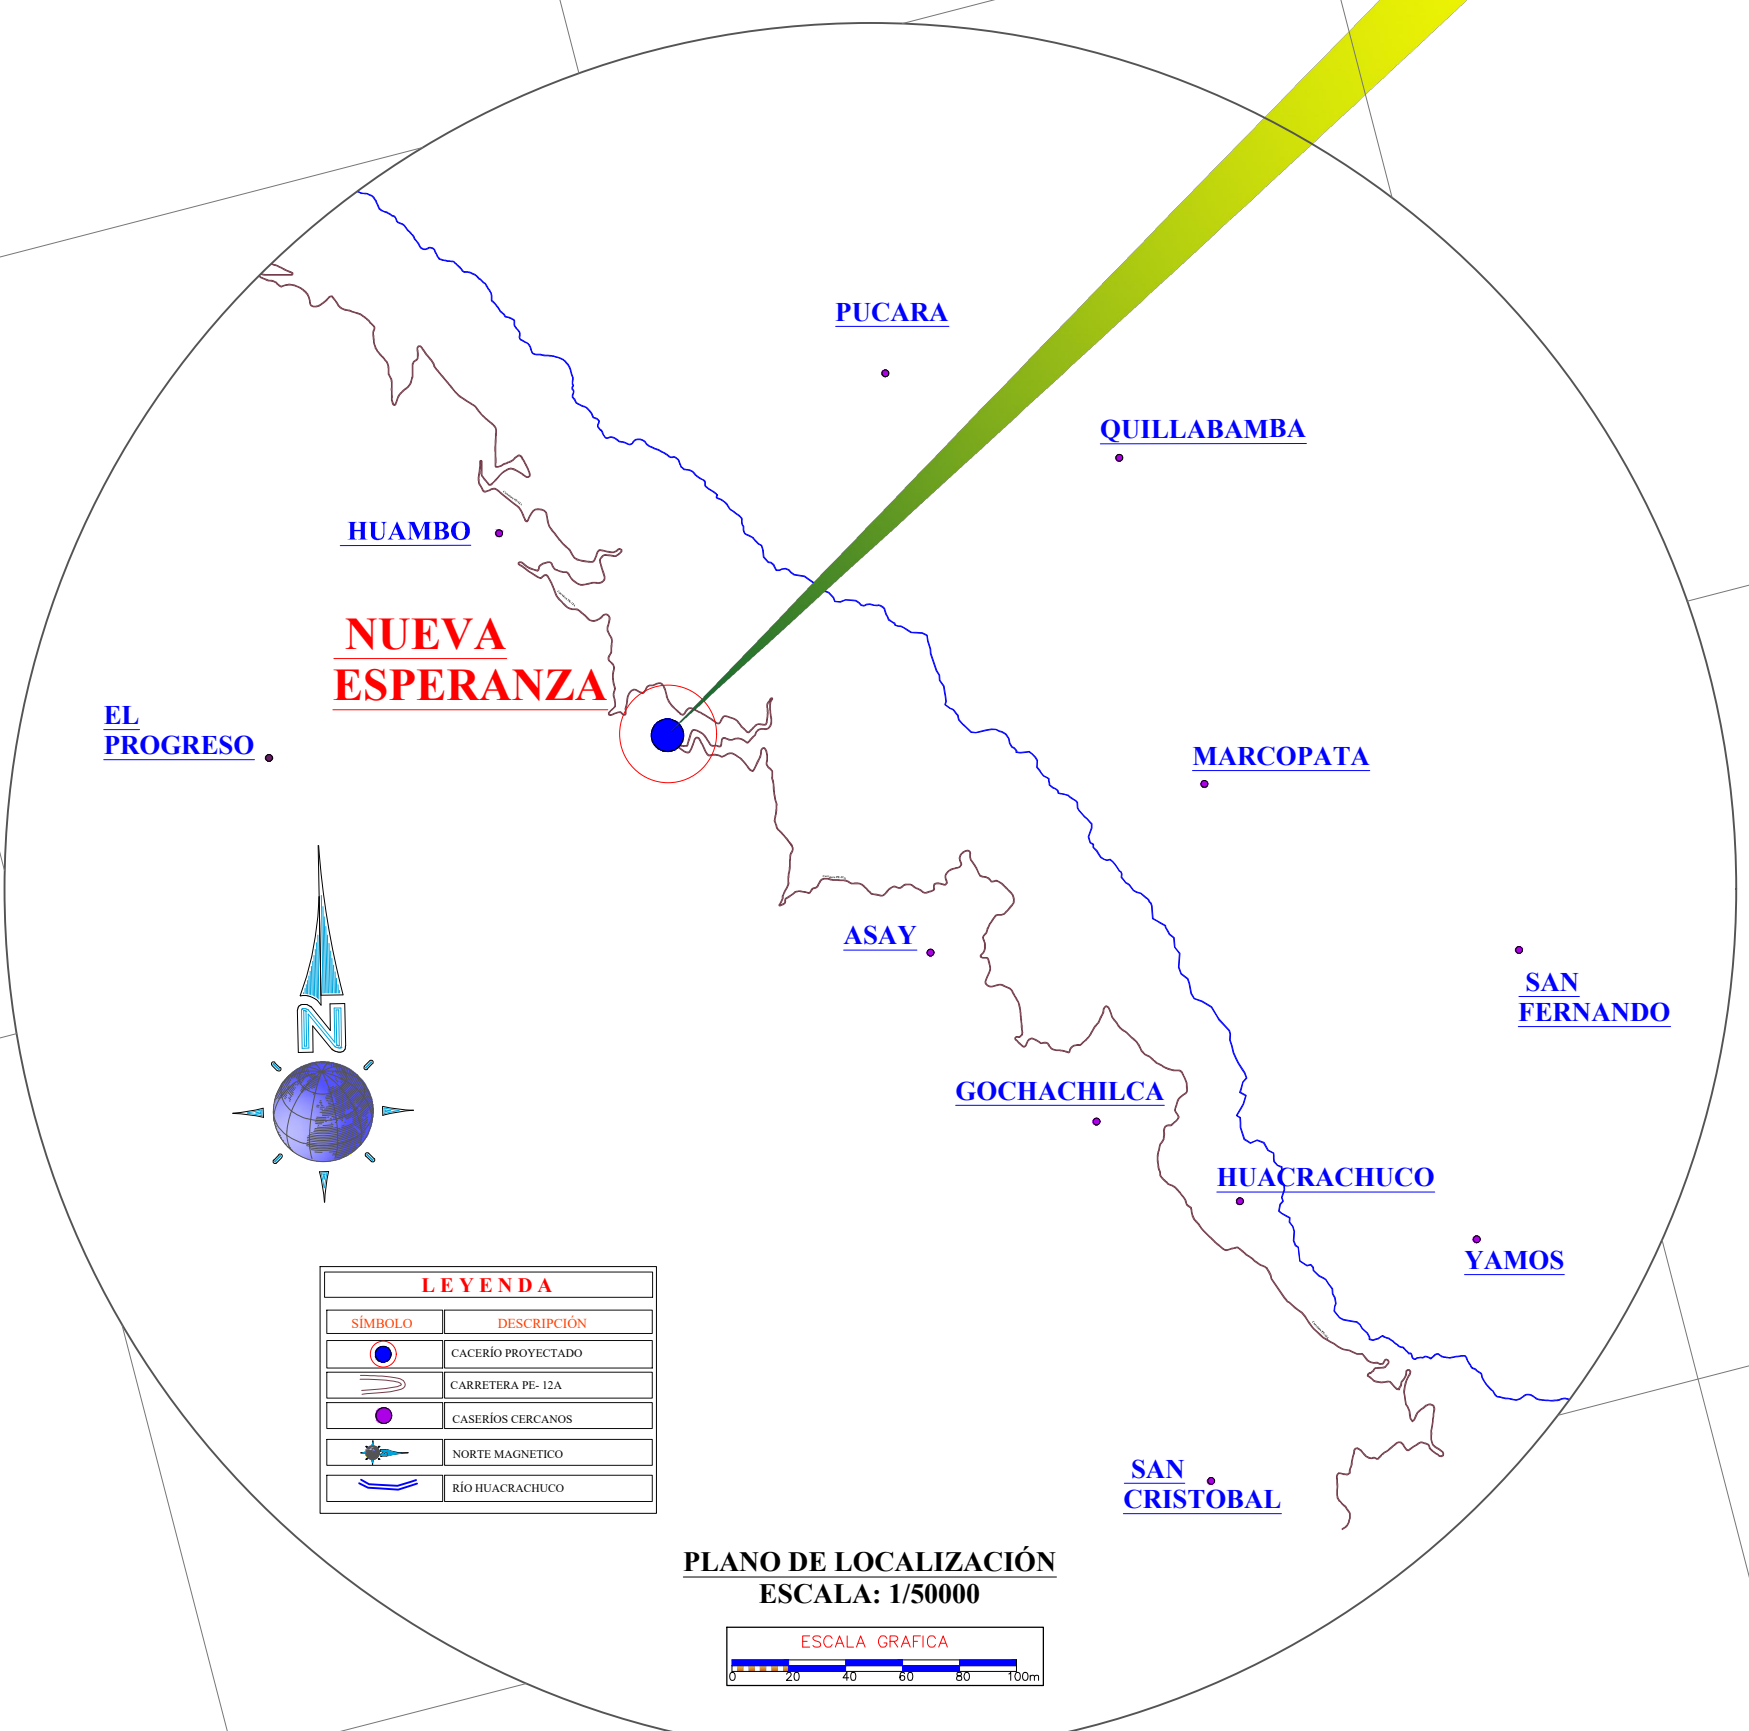 PUCARA
QUILLABAMBA
HUAMBO
NUEVA
ESPERANZA
EL
PROGRESO
MARCOPATA
ASAY
SAN
FERNANDO
N
GOCHACHILCA
HUACRACHUCO
YAMOS
LEYENDA
SÍMBOLO DESCRIPCIÓN
CACERÍO PROYECTADO
CARRETERA PE- 12A
CASERÍOS CERCANOS
NORTE MAGNETICO
RÍO HUACRACHUCO
SAN
CRISTOBAL
PLANO DE LOCALIZACIÓN
ESCALA: 1/50000
ESCALA GRAFICA
0 20 40 60 80 100m